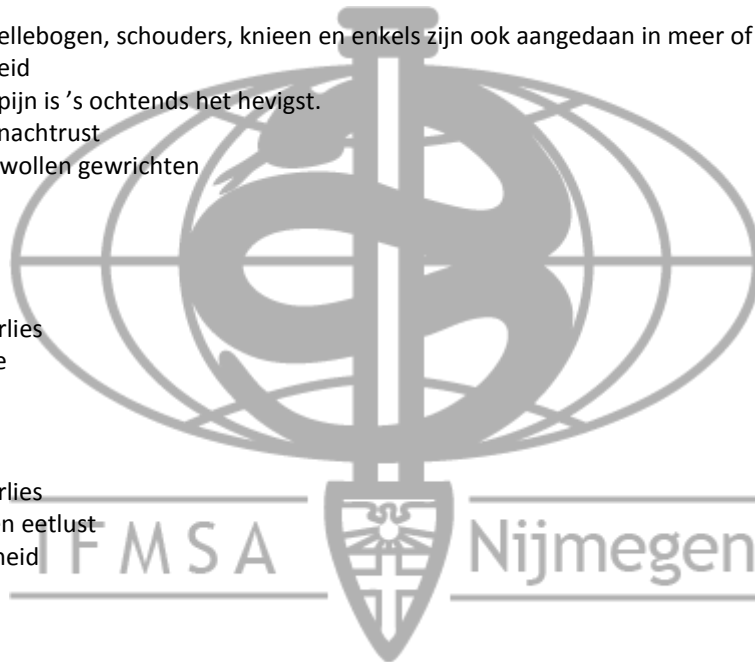 ellebogen, schouders, knieen en enkels zijn ook aangedaan in meer of
eid
pijn is ’s ochtends het hevigst.
nachtrust
wollen gewrichten
rlies
e
rlies
n eetlust
heid
IFMSA Nijmegen